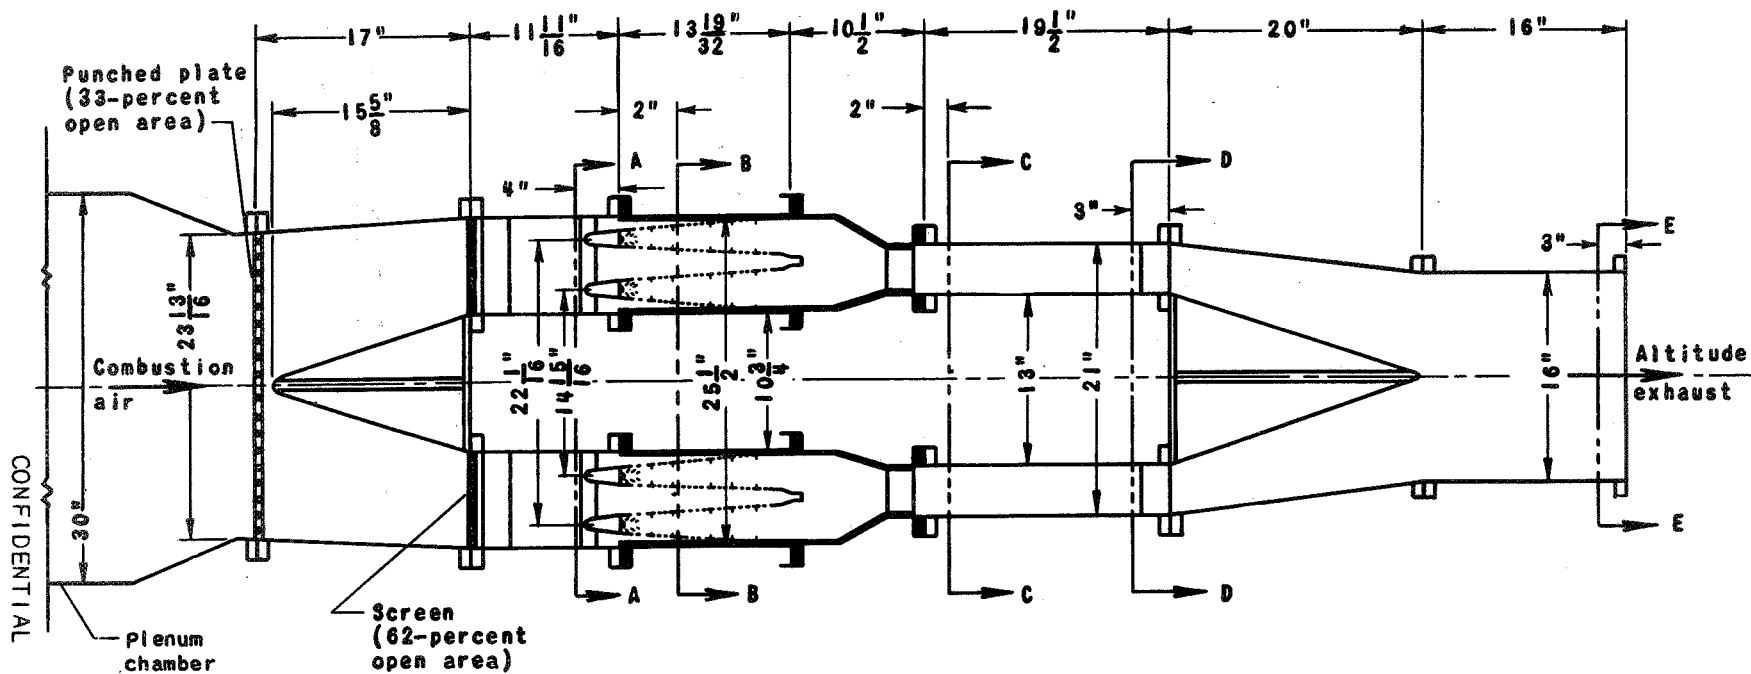 17"
11 11/16"
13 19/32"
10 1/2"
19 1/2"
20"
16"
Punched plate
(33-percent
open area)
15 5/8"
2"
2"
A
B
C
D
4"
3"
E
3"
23 13/16"
Combustion
air
30"
22 1/16"
14 15/16"
25 1/2"
10 3/4"
13"
21"
16"
Altitude
exhaust
CONFIDENTIAL
E
A
B
C
D
Screen
(62-percent
open area)
Plenum
chamber